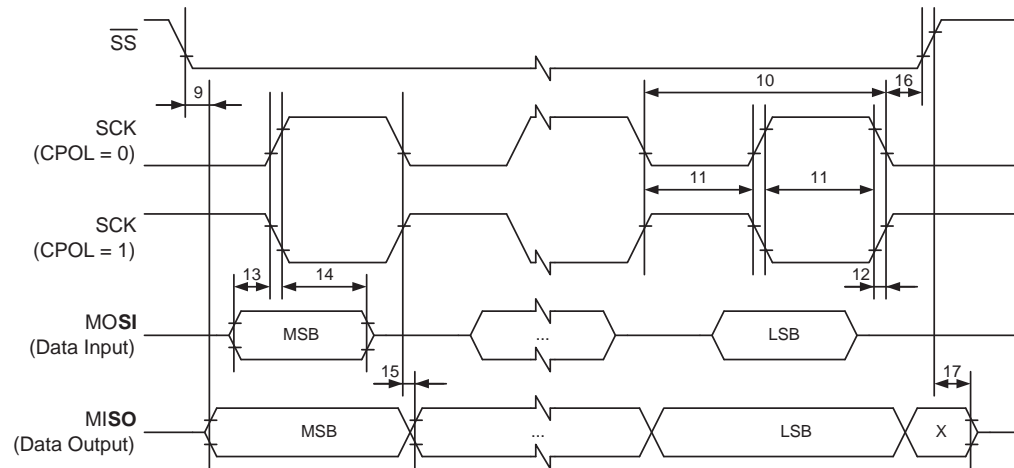 SS
9
10
16
SCK
(CPOL = 0)
11
11
SCK
(CPOL = 1)
13
14
12
MOSI
(Data Input)
MSB
...
LSB
15
17
MISO
(Data Output)
MSB
...
LSB
X